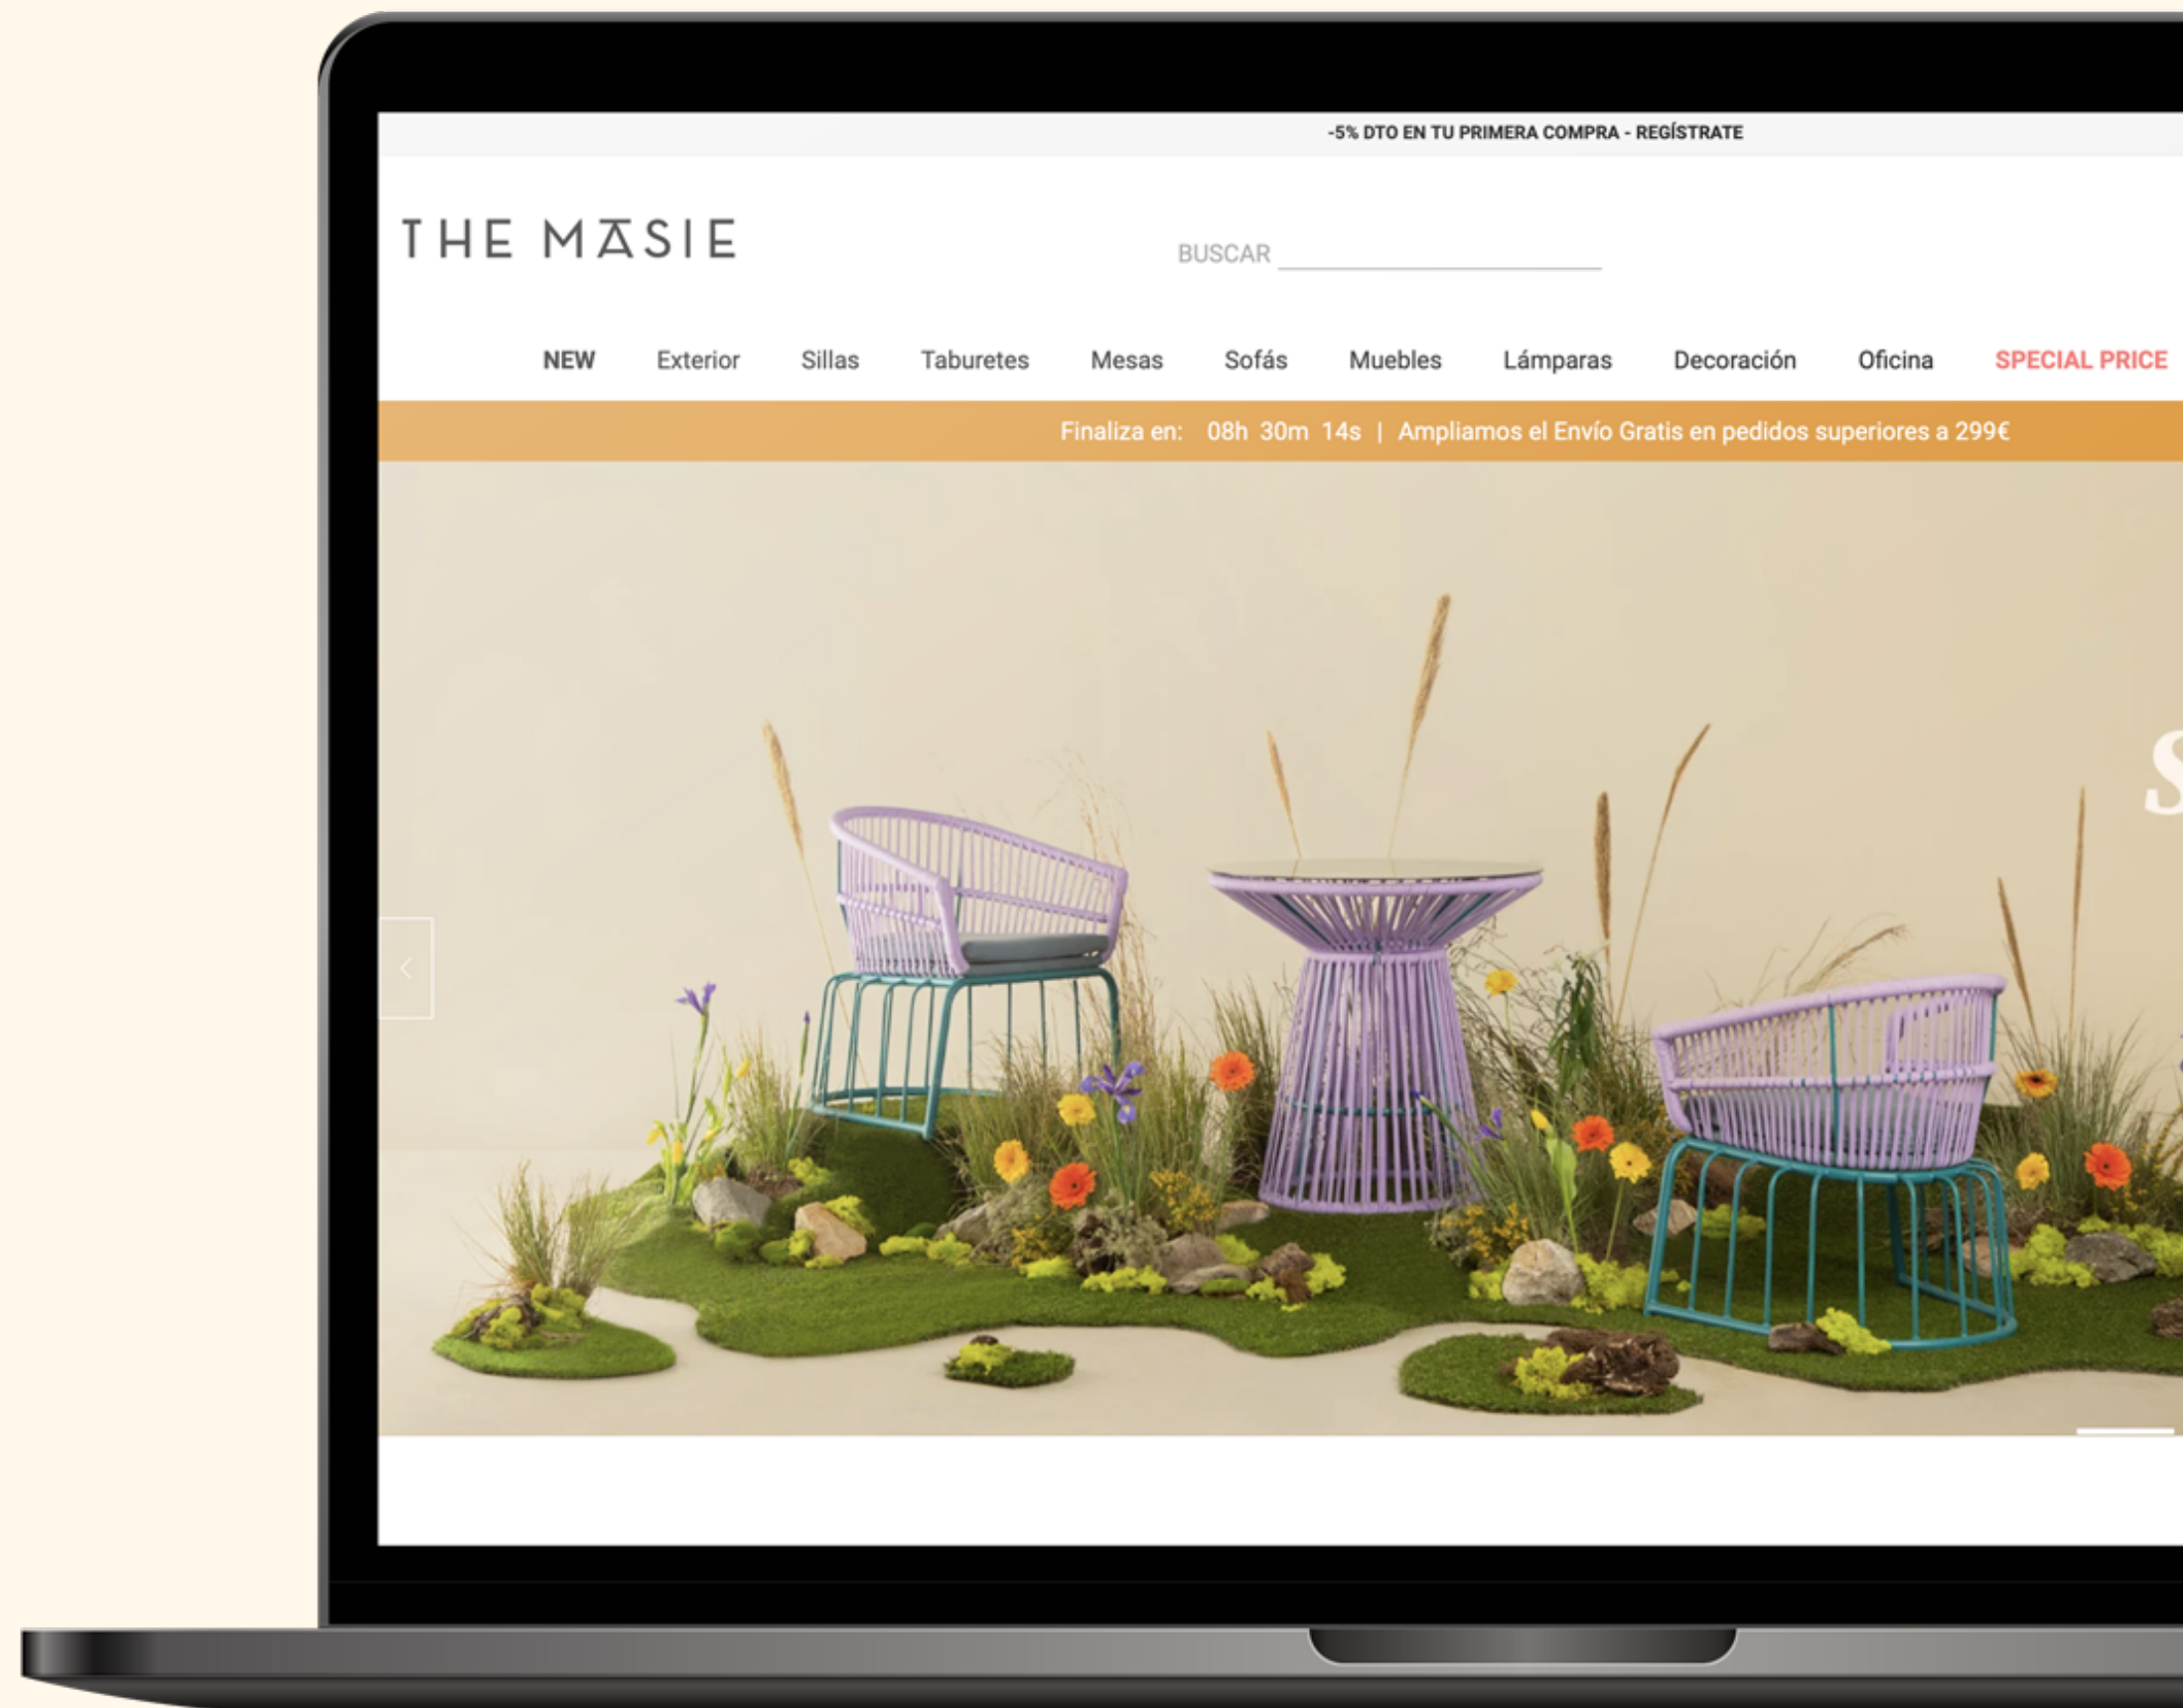 -5% DTO EN TU PRIMERA COMPRA - REGÍSTRATE
THE MASIE
BUSCAR
NEW Exterior Sillas Taburetes Mesas Sofás Muebles Lámparas Decoración Oficina SPECIAL PRICE
Finaliza en: 08h 30m 14s | Ampliamos el Envío Gratis en pedidos superiores a 299€
S